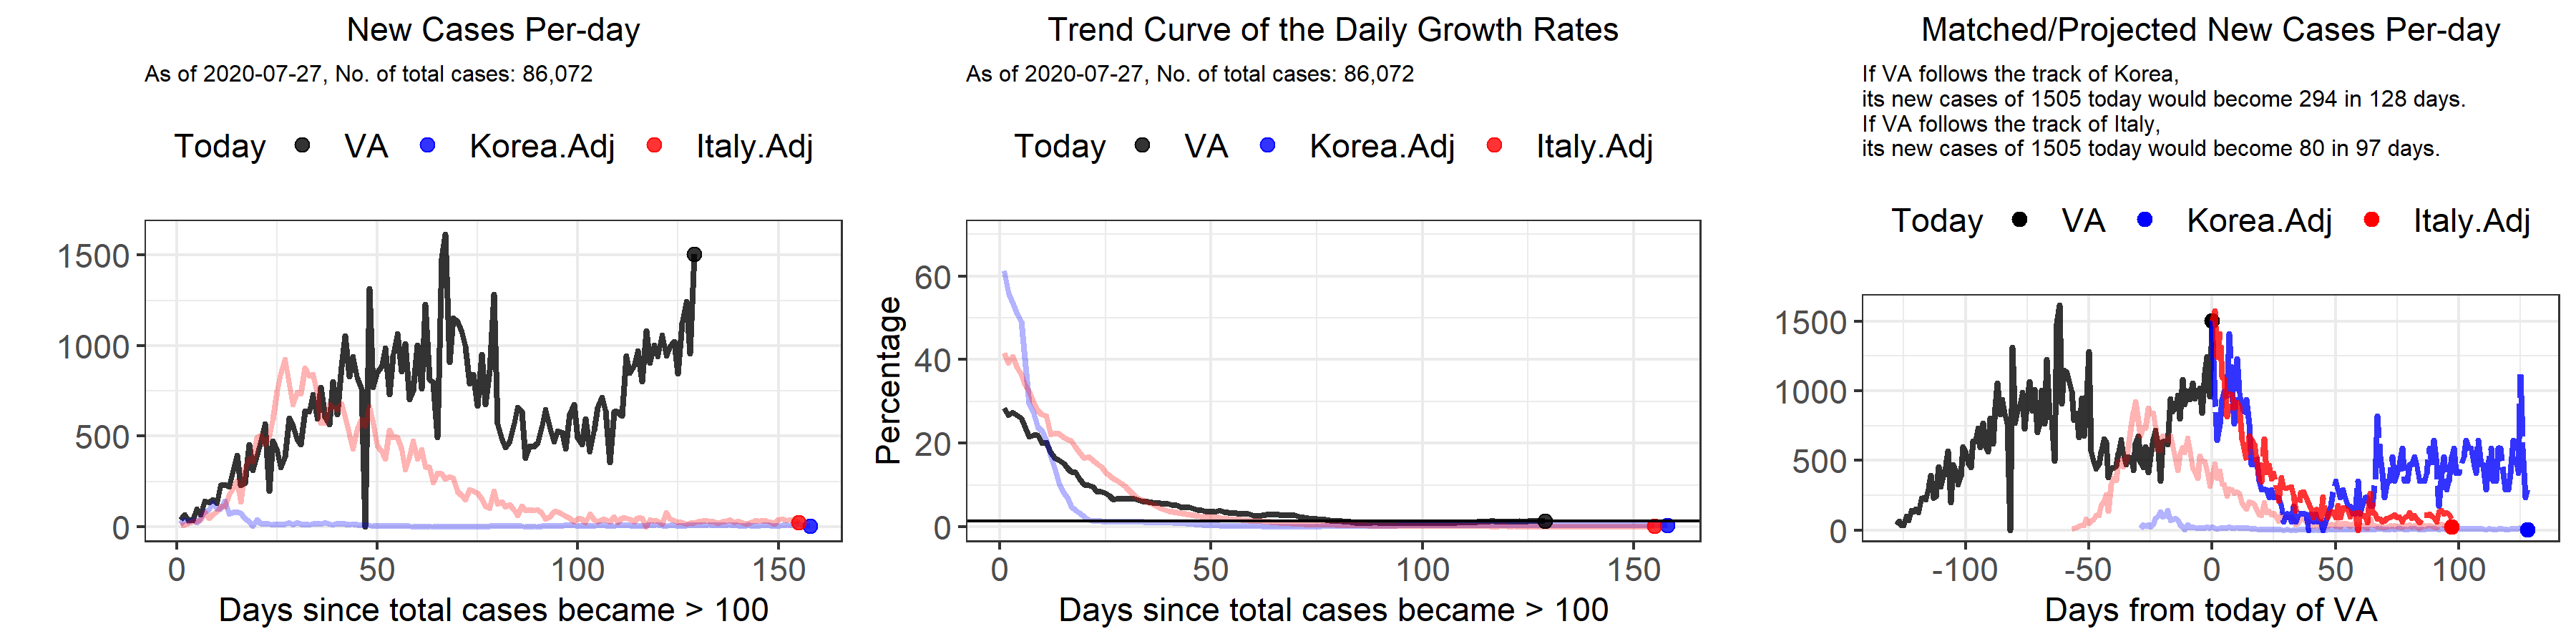 New Cases Per-day
As of 2020-07-27, No. of total cases: 86,072
Today VA Korea.Adj Italy.Adj
1500
1000
500
0
0 50 100 150
Days since total cases became > 100
Trend Curve of the Daily Growth Rates
As of 2020-07-27, No. of total cases: 86,072
Today VA Korea.Adj Italy.Adj
Percentage
60
40
20
0
0 50 100 150
Days since total cases became > 100
Matched/Projected New Cases Per-day
If VA follows the track of Korea,
its new cases of 1505 today would become 294 in 128 days.
If VA follows the track of Italy,
its new cases of 1505 today would become 80 in 97 days.
Today VA Korea.Adj Italy.Adj
1500
1000
500
0
-100 -50 0 50 100
Days from today of VA